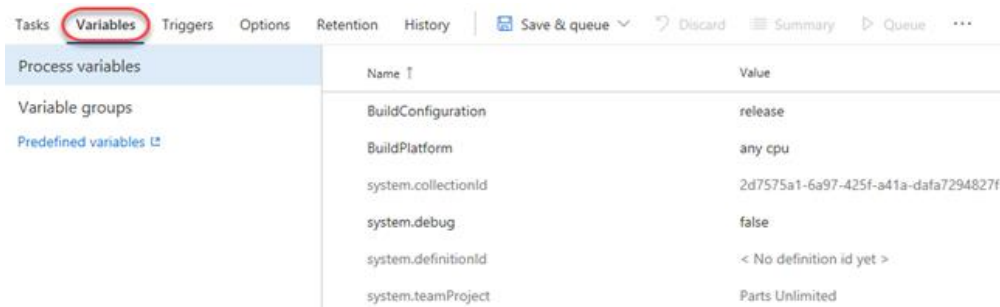 Tasks Variables Triggers Options Retention History Save & queue Discard Summary Queue ...
Process variables
Variable groups
Predefined variables
Name Value
BuildConfiguration release
BuildPlatform any cpu
system.collectionId 2d7575a1-6a97-425f-a41a-dafa7294827f
system.debug false
system.definitionId < No definition id yet >
system.teamProject Parts Unlimited